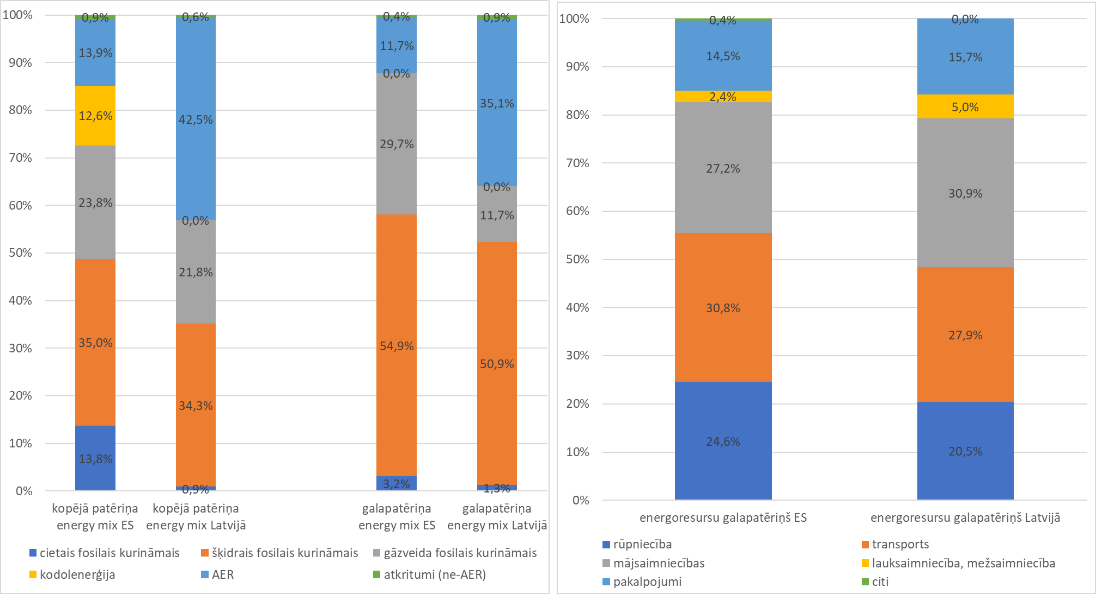 100%
90%
80%
70%
60%
50%
40%
30%
20%
10%
0%
0,9%
13,9%
12,6%
23,8%
35,0%
13,8%
0,6%
42,5%
0,0%
21,8%
34,3%
0,9%
0,4%
11,7%
0,0%
29,7%
54,9%
3,2%
0,9%
35,1%
0,0%
11,7%
50,9%
1,3%
kopējā patēriņa
energy mix ES
kopējā patēriņa
energy mix Latvijā
galapatēriņa
energy mix ES
galapatēriņa
energy mix Latvijā
cietais fosilais kurināmais
šķidrais fosilais kurināmais
gāzveida fosilais kurināmais
kodolenerģija
AER
atkritumi (ne-AER)
100%
90%
80%
70%
60%
50%
40%
30%
20%
10%
0%
0,4%
14,5%
2,4%
27,2%
30,8%
24,6%
0,0%
15,7%
5,0%
30,9%
27,9%
20,5%
energoresursu galapatēriņš ES
energoresursu galapatēriņš Latvijā
rūpniecība
transports
mājsaimniecības
lauksaimniecība, mežsaimniecība
pakalpojumi
citi